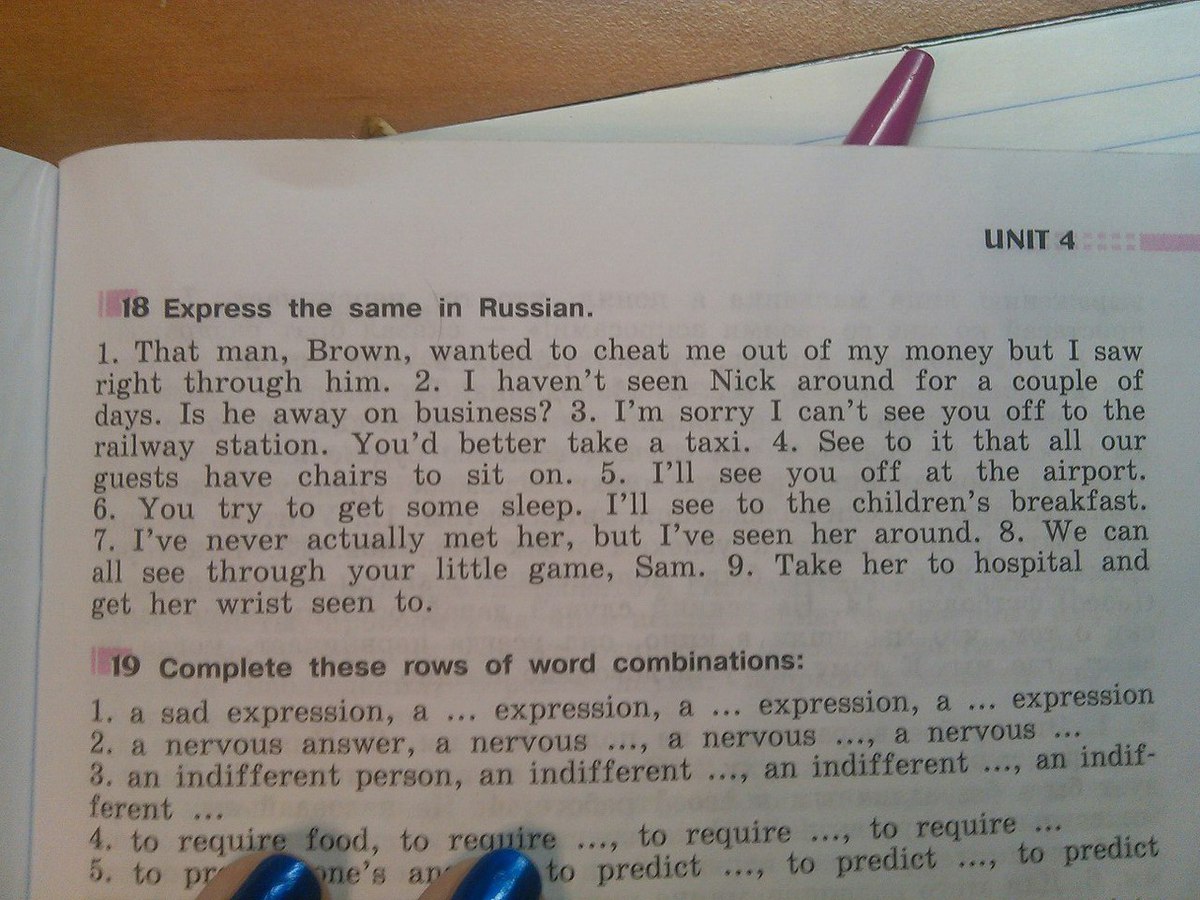 UNIT 4
18 Express the same in Russian.
1. That man, Brown, wanted to cheat me out of my money but I saw
right through him. 2. I haven't seen Nick around for a couple of
days. Is he away on business? 3. I'm sorry I can't see you off to the
railway station. You'd better take a taxi. 4. See to it that all our
guests have chairs to sit on. 5. I'll see you off at the airport.
6. You try to get some sleep. I'll see to the children's breakfast.
7. I've never actually met her, but I've seen her around. 8. We can
all see through your little game, Sam. 9. Take her to hospital and
get her wrist seen to.
19 Complete these rows of word combinations:
1. a sad expression, a ... expression, a ... expression, a ... expression
2. a nervous answer, a nervous ..., a nervous ..., a nervous ...
3. an indifferent person, an indifferent ..., an indifferent ..., an indif-
ferent ...
4. to require food, to require ..., to require ..., to require ...
5. to one's to predict ..., to predict ..., to predict